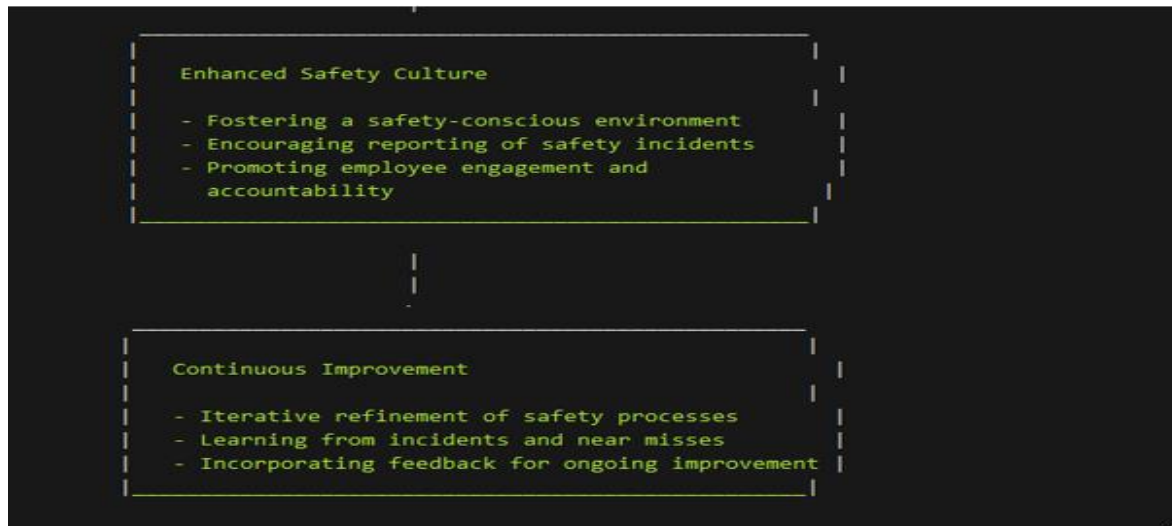 Enhanced Safety Culture
- Fostering a safety-conscious environment
- Encouraging reporting of safety incidents
- Promoting employee engagement and
accountability
Continuous Improvement
- Iterative refinement of safety processes
- Learning from incidents and near misses
- Incorporating feedback for ongoing improvement